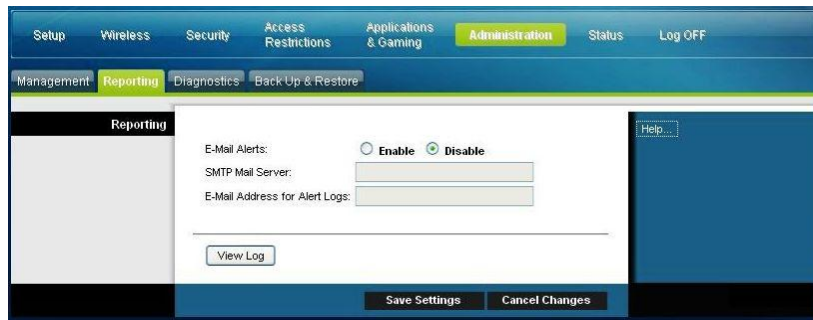 Setup Wireless Security Access Restrictions Applications & Gaming Administration Status Log OFF
Management Reporting Diagnostics Back Up & Restore
Reporting
Help...
E-Mail Alerts: Enable Disable
SMTP Mail Server:
E-Mail Address for Alert Logs:
View Log
Save Settings Cancel Changes